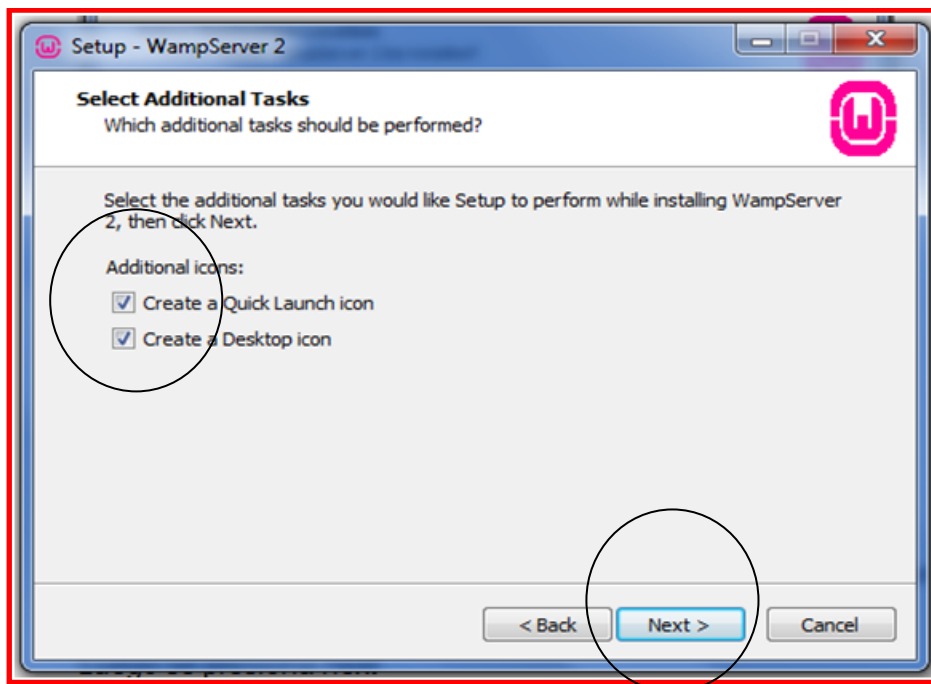 Setup - WampServer 2
Select Additional Tasks
Which additional tasks should be performed?
Select the additional tasks you would like Setup to perform while installing WampServer
2, then click Next.
Additional icons:
Create a Quick Launch icon
Create a Desktop icon
< Back
Next >
Cancel